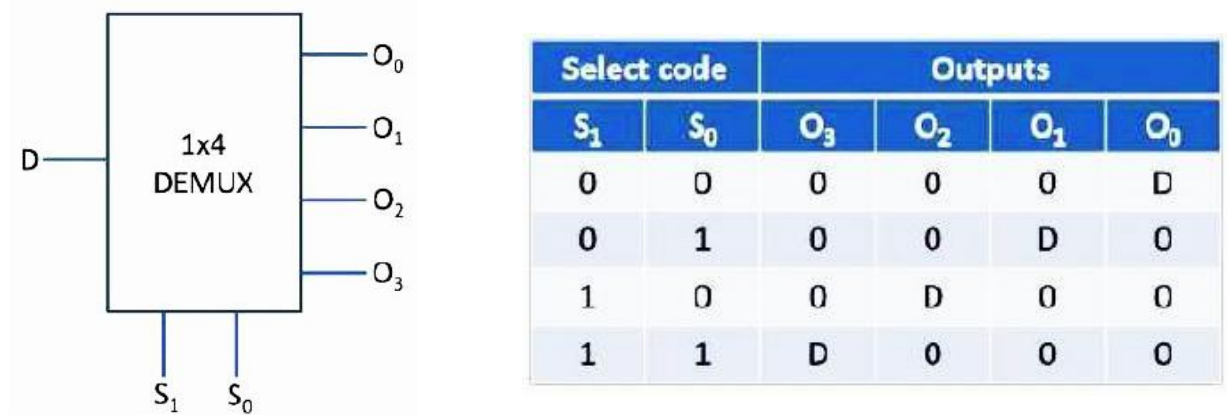 O₀
O₁
D
1x4
DEMUX
O₂
O₃
S₁ S₀
Select code Outputs
S₁ S₀ O₃ O₂ O₁ O₀
0 0 0 0 0 D
0 1 0 0 D 0
1 0 0 D 0 0
1 1 D 0 0 0